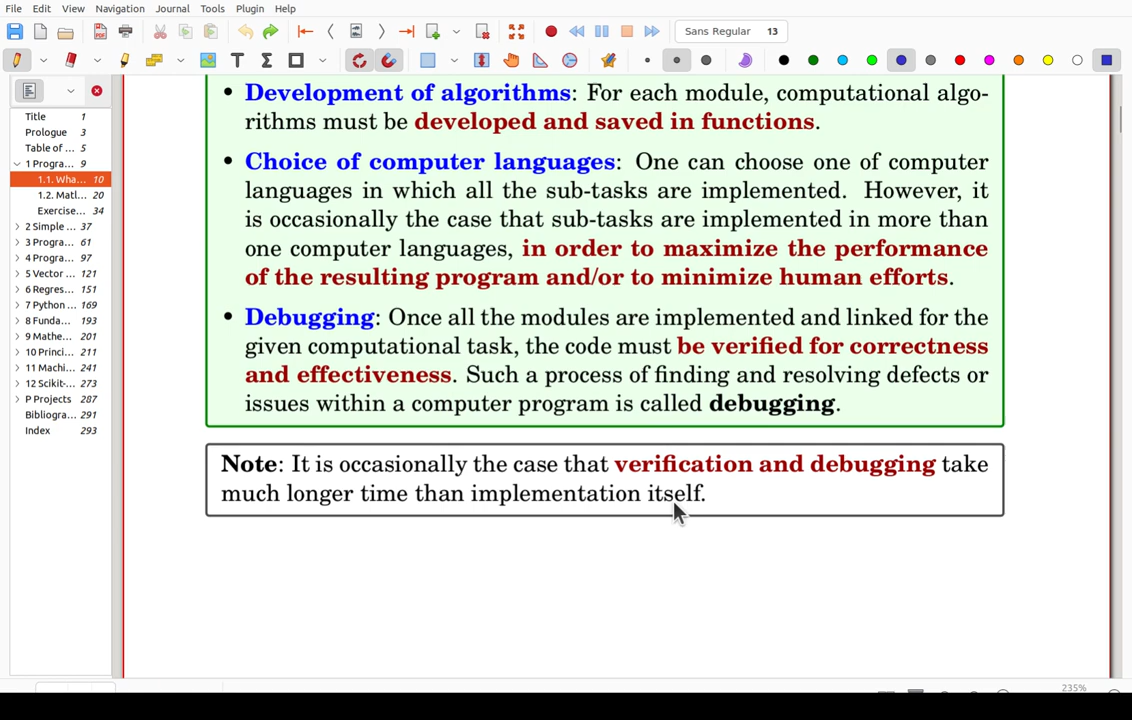 File Edit View Navigation Journal Tools Plugin Help
Sans Regular 13
Title 1
Prologue 3
Table of ... 5
1 Progra... 9
1.1. Wha... 10
1.2. Matl... 20
Exercise... 34
2 Simple ... 37
3 Progra... 61
4 Progra... 97
5 Vector ... 121
6 Regres... 151
7 Python ... 169
8 Funda... 193
9 Mathe... 201
10 Princi... 211
11 Machi... 241
12 Scikit-... 273
P Projects 287
Bibliogra... 291
Index 293
• Development of algorithms: For each module, computational algo-
rithms must be developed and saved in functions.
• Choice of computer languages: One can choose one of computer
languages in which all the sub-tasks are implemented. However, it
is occasionally the case that sub-tasks are implemented in more than
one computer languages, in order to maximize the performance
of the resulting program and/or to minimize human efforts.
• Debugging: Once all the modules are implemented and linked for the
given computational task, the code must be verified for correctness
and effectiveness. Such a process of finding and resolving defects or
issues within a computer program is called debugging.
Note: It is occasionally the case that verification and debugging take
much longer time than implementation itself.
235%